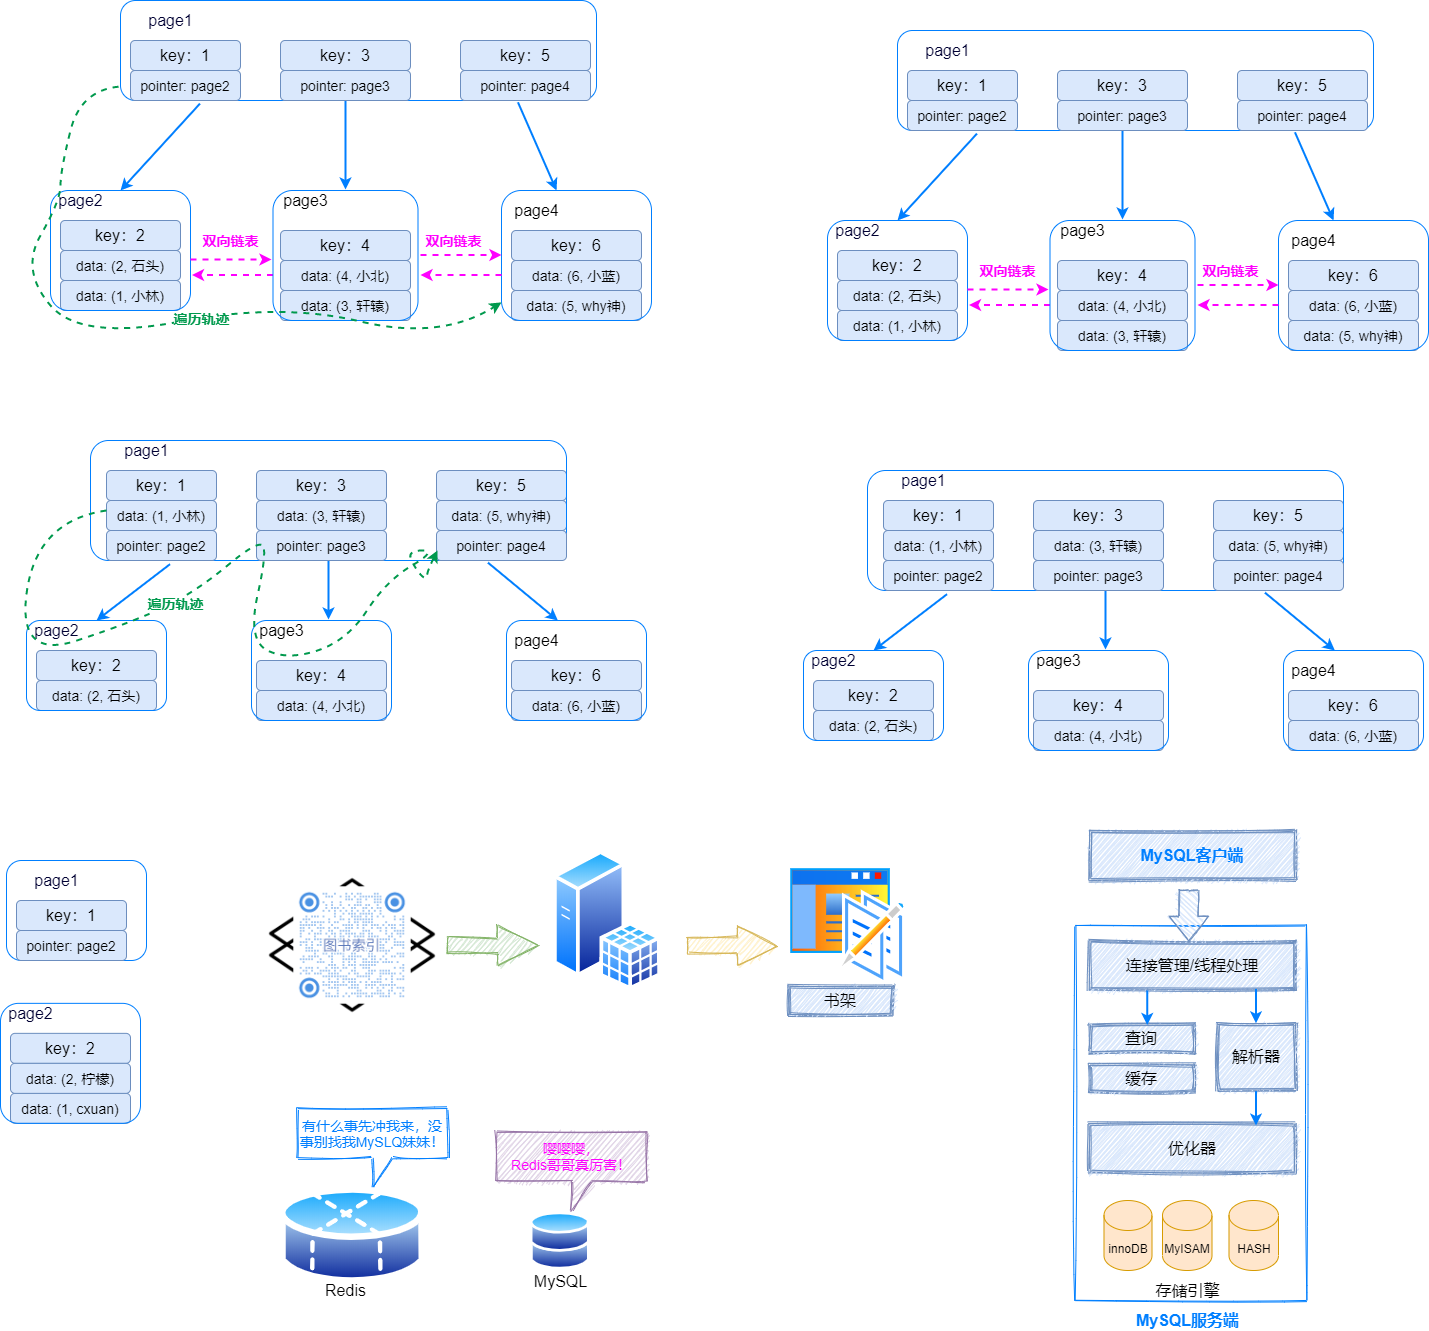 page1
key：1
pointer: page2
key：3
pointer: page3
key：5
pointer: page4
page2
key：2
data: (2, 石头)
data: (1, 小林)
双向链表
page3
key：4
data: (4, 小北)
data: (3, 轩辕)
双向链表
page4
key：6
data: (6, 小蓝)
data: (5, why神)
遍历轨迹
page1
key：1
pointer: page2
key：3
pointer: page3
key：5
pointer: page4
page2
key：2
data: (2, 石头)
data: (1, 小林)
双向链表
page3
key：4
data: (4, 小北)
data: (3, 轩辕)
双向链表
page4
key：6
data: (6, 小蓝)
data: (5, why神)
page1
key：1
data: (1, 小林)
pointer: page2
key：3
data: (3, 轩辕)
pointer: page3
key：5
data: (5, why神)
pointer: page4
遍历轨迹
page2
key：2
data: (2, 石头)
page3
key：4
data: (4, 小北)
page4
key：6
data: (6, 小蓝)
page1
key：1
data: (1, 小林)
pointer: page2
key：3
data: (3, 轩辕)
pointer: page3
key：5
data: (5, why神)
pointer: page4
page2
key：2
data: (2, 石头)
page3
key：4
data: (4, 小北)
page4
key：6
data: (6, 小蓝)
page1
key：1
pointer: page2
page2
key：2
data: (2, 柠檬)
data: (1, cxuan)
图书索引
书架
有什么事先冲我来，没
事别找我MySLQ妹妹！
Redis
嘤嘤嘤，
Redis哥哥真厉害！
MySQL
MySQL客户端
连接管理/线程处理
查询
缓存
解析器
优化器
innoDB
MyISAM
HASH
存储引擎
MySQL服务端